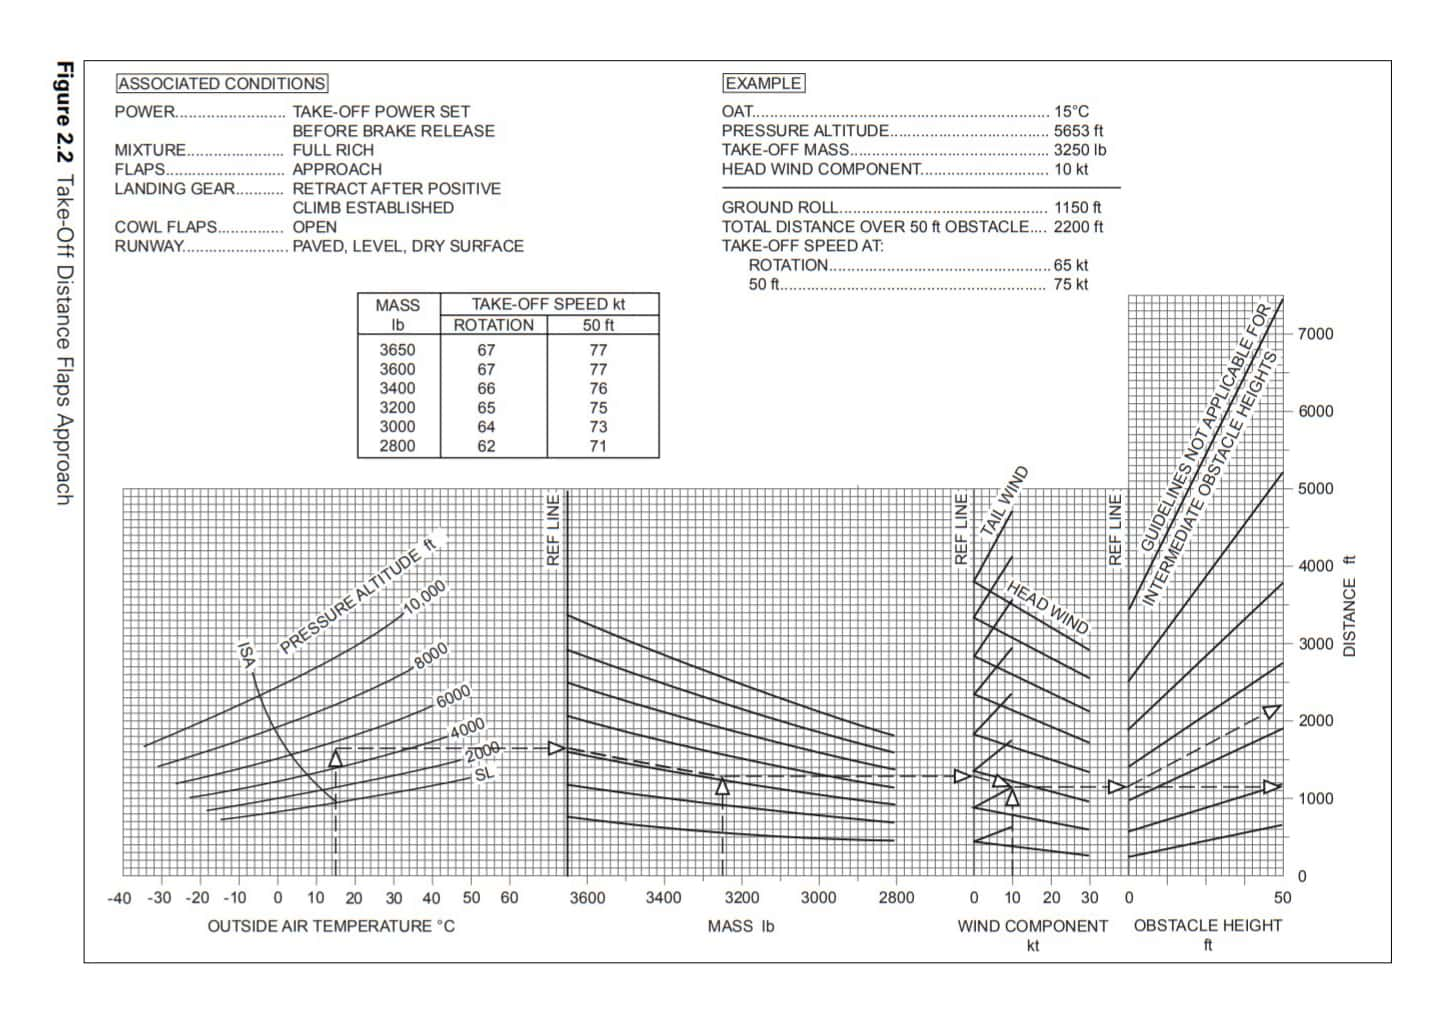 Figure 2.2 Take-Off Distance Flaps Approach
ASSOCIATED CONDITIONS
POWER.......................... TAKE-OFF POWER SET
BEFORE BRAKE RELEASE
MIXTURE....................... FULL RICH
FLAPS........................... APPROACH
LANDING GEAR........... RETRACT AFTER POSITIVE
CLIMB ESTABLISHED
COWL FLAPS............... OPEN
RUNWAY......................... PAVED, LEVEL, DRY SURFACE
EXAMPLE
OAT...................................................................... 15°C
PRESSURE ALTITUDE..................................... 5653 ft
TAKE-OFF MASS............................................... 3250 lb
HEAD WIND COMPONENT.............................. 10 kt
GROUND ROLL................................................. 1150 ft
TOTAL DISTANCE OVER 50 ft OBSTACLE.... 2200 ft
TAKE-OFF SPEED AT:
ROTATION.................................................... 65 kt
50 ft............................................................... 75 kt
MASS lb TAKE-OFF SPEED kt
ROTATION 50 ft
3650 67 77
3600 67 77
3400 66 76
3200 65 75
3000 64 73
2800 62 71
PRESSURE ALTITUDE ft
ISA
10,000
8000
6000
4000
2000
SL
REF LINE
REF LINE
TAIL WIND
HEAD WIND
REF LINE
GUIDELINES NOT APPLICABLE FOR
INTERMEDIATE OBSTACLE HEIGHTS
7000
6000
5000
4000
3000
2000
1000
0
DISTANCE ft
-40 -30 -20 -10 0 10 20 30 40 50 60 3600 3400 3200 3000 2800 0 10 20 30 0 50
OUTSIDE AIR TEMPERATURE °C MASS lb WIND COMPONENT OBSTACLE HEIGHT
kt ft